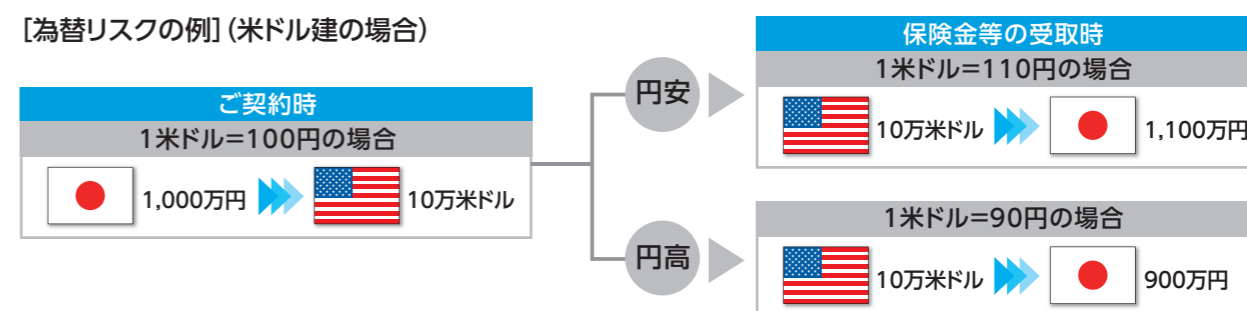 [為替リスクの例](米ドル建の場合)
ご契約時
1米ドル=100円の場合
1,000万円 10万米ドル
円安
保険金等の受取時
1米ドル=110円の場合
10万米ドル 1,100万円
円高
1米ドル=90円の場合
10万米ドル 900万円